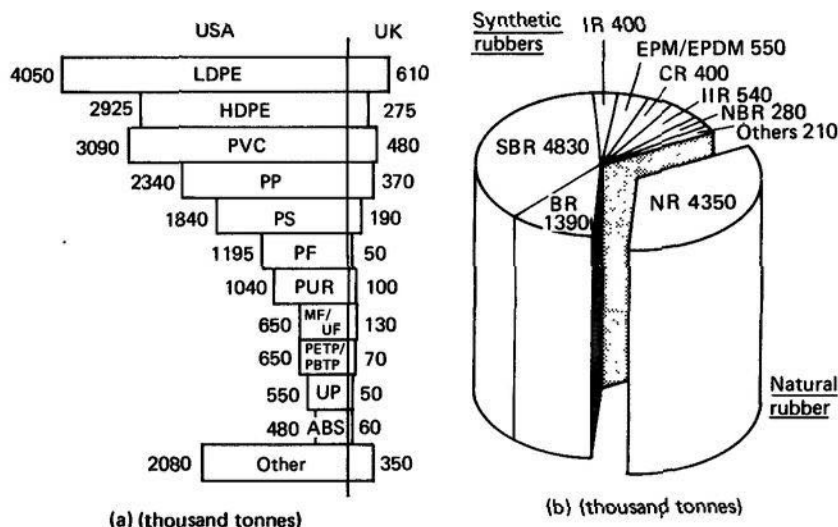 USA UK
4050 LDPE 610
2925 HDPE 275
3090 PVC 480
2340 PP 370
1840 PS 190
1195 PF 50
1040 PUR 100
650 MF/ UF 130
650 PETP/ PBTP 70
550 UP 50
480 ABS 60
2080 Other 350
(a) (thousand tonnes)
Synthetic
rubbers
IR 400
EPM/EPDM 550
CR 400
IIR 540
NBR 280
Others 210
SBR 4830
BR
1390
NR 4350
Natural
rubber
(b) (thousand tonnes)